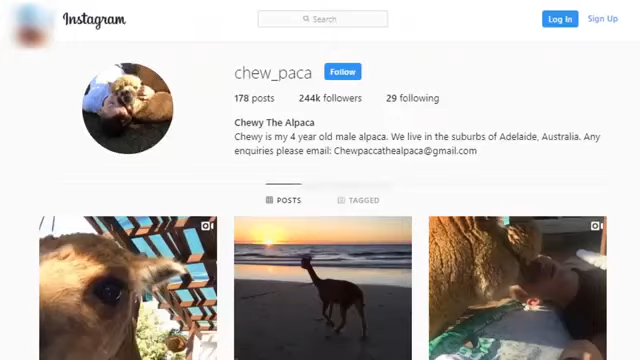 Instagram
Search
Log In
Sign Up
chew_paca
Follow
178 posts 244k followers 29 following
Chewy The Alpaca
Chewy is my 4 year old male alpaca. We live in the suburbs of Adelaide, Australia. Any
enquiries please email: Chewpaccathealpaca@gmail.com
POSTS
TAGGED